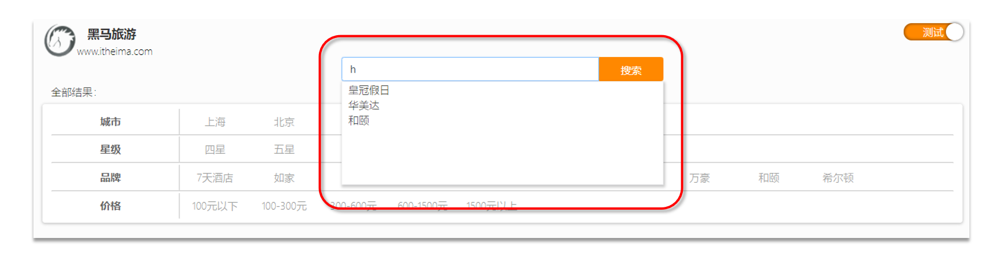 黑马旅游
www.itheima.com
测试
h 搜索
皇冠假日
华美达
和颐
全部结果:
城市 上海 北京
星级 四星 五星
品牌 7天酒店 如家 万豪 和颐 希尔顿
价格 100元以下 100-300元 300-600元 600-1500元 1500元以上